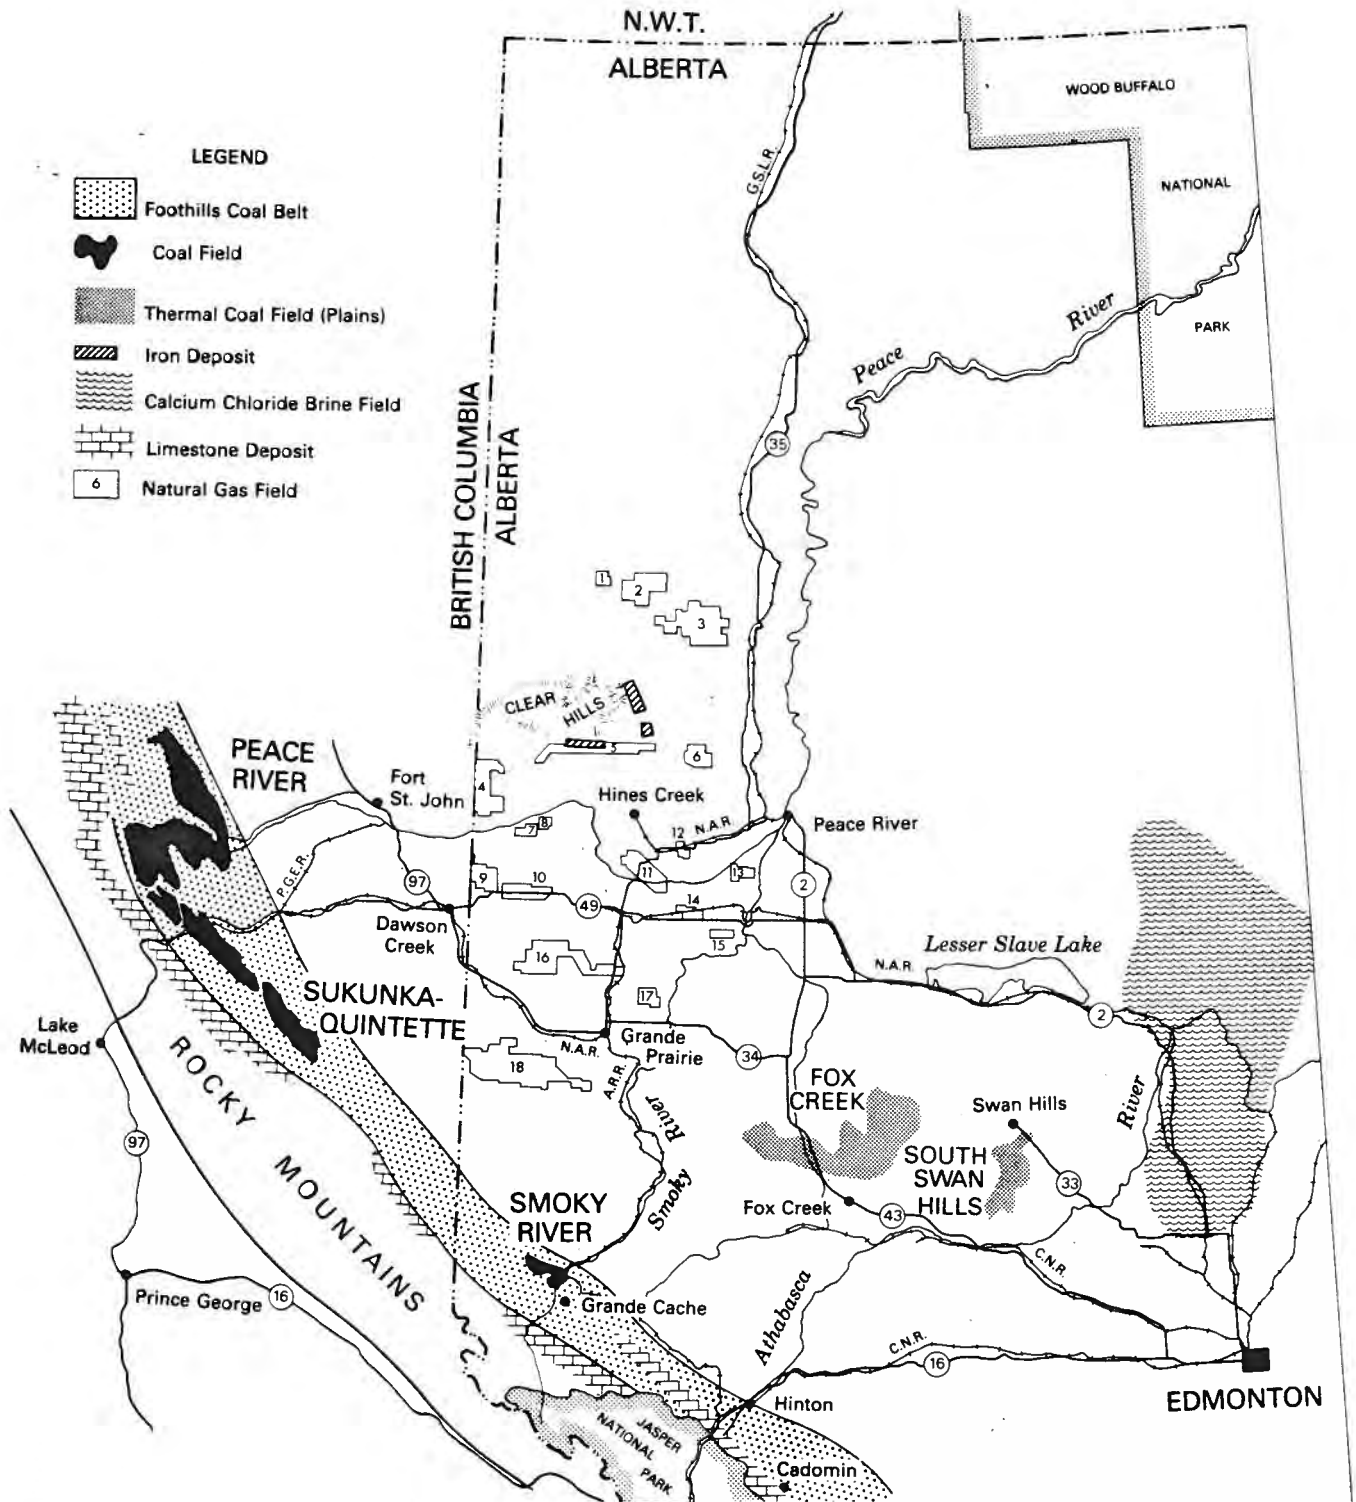 N.W.T.
ALBERTA
WOOD BUFFALO
NATIONAL
PARK
G.S.L.R.
Peace
River
LEGEND
Foothills Coal Belt
Coal Field
Thermal Coal Field (Plains)
Iron Deposit
Calcium Chloride Brine Field
Limestone Deposit
6
Natural Gas Field
BRITISH COLUMBIA
ALBERTA
35
1
2
3
CLEAR
HILLS
5
6
4
PEACE
RIVER
Fort
St. John
Hines Creek
7
8
12
N.A.R.
Peace River
P.G.E.R.
97
9
10
11
13
2
49
14
Dawson
Creek
15
16
17
Lesser Slave Lake
N.A.R.
2
SUKUNKA-
QUINTETTE
Lake
McLeod
Grande
Prairie
N.A.R.
18
A.R.R.
34
ROCKY
MOUNTAINS
FOX
CREEK
Swan Hills
River
River
Smoky
SOUTH
SWAN
HILLS
33
97
SMOKY
RIVER
Fox Creek
43
C.N.R.
Prince George
16
Grande Cache
Athabasca
C.N.R.
16
EDMONTON
Hinton
JASPER
NATIONAL
PARK
Cadomin